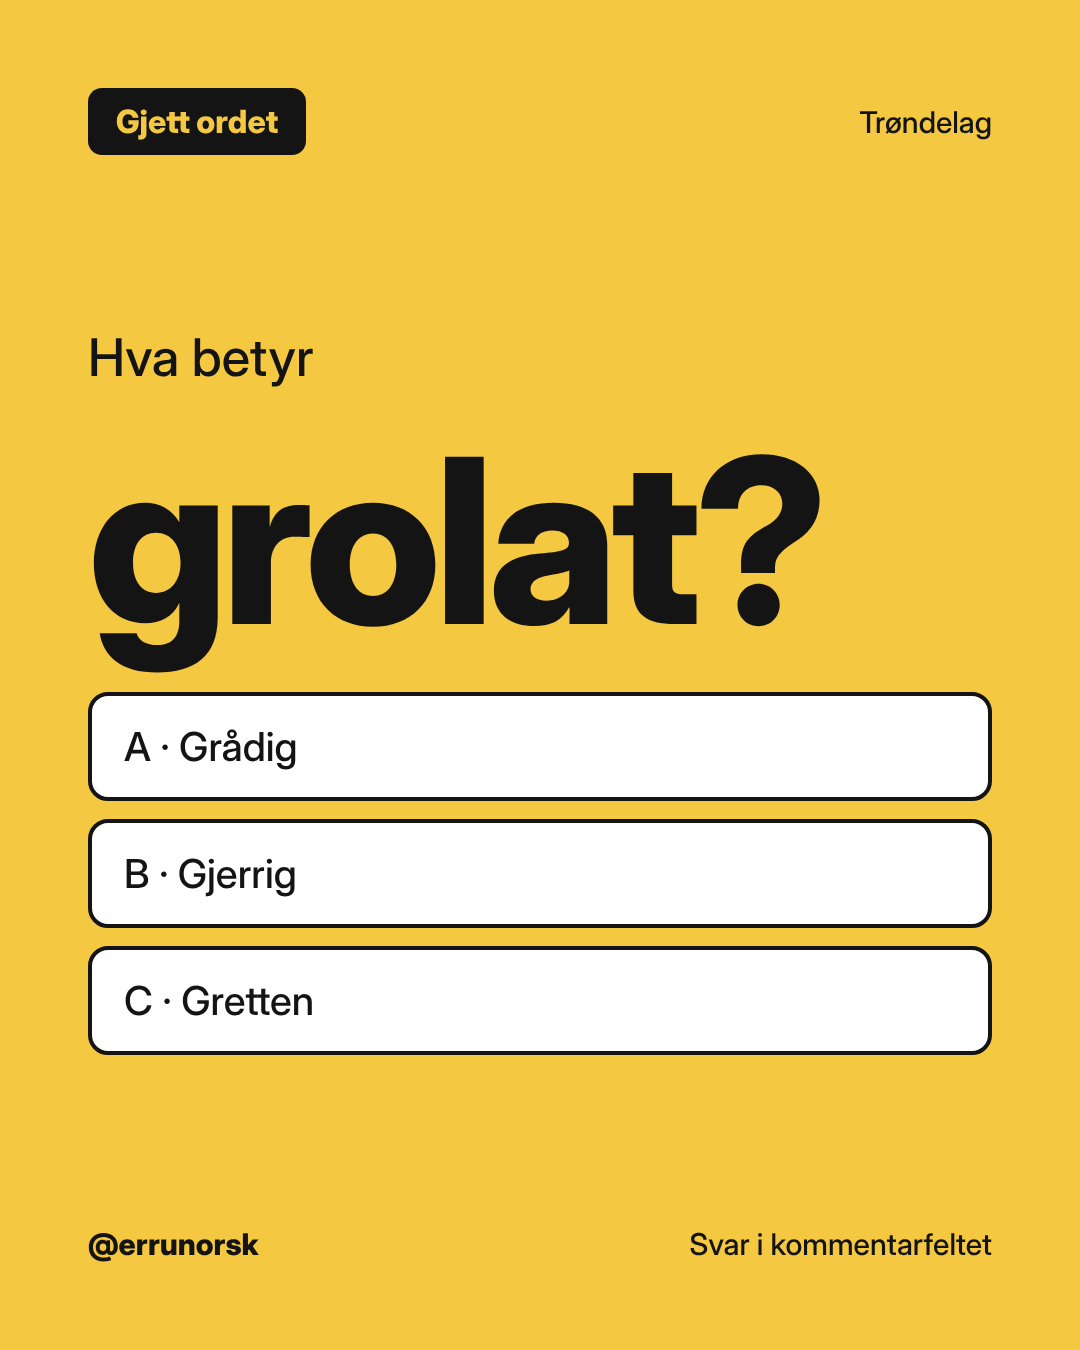 Gjett ordet
Trøndelag
Hva betyr
grolat?
A · Grådig
B · Gjerrig
C · Gretten
@errunorsk
Svar i kommentarfeltet